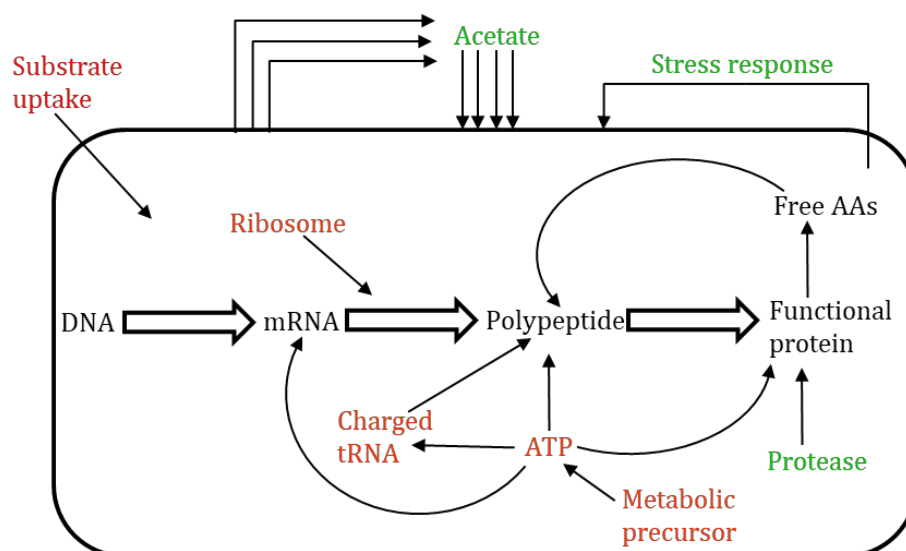 Acetate
Substrate
uptake
Stress response
Free AAs
Ribosome
DNA
mRNA
Polypeptide
Functional
protein
Charged
tRNA
ATP
Protease
Metabolic
precursor